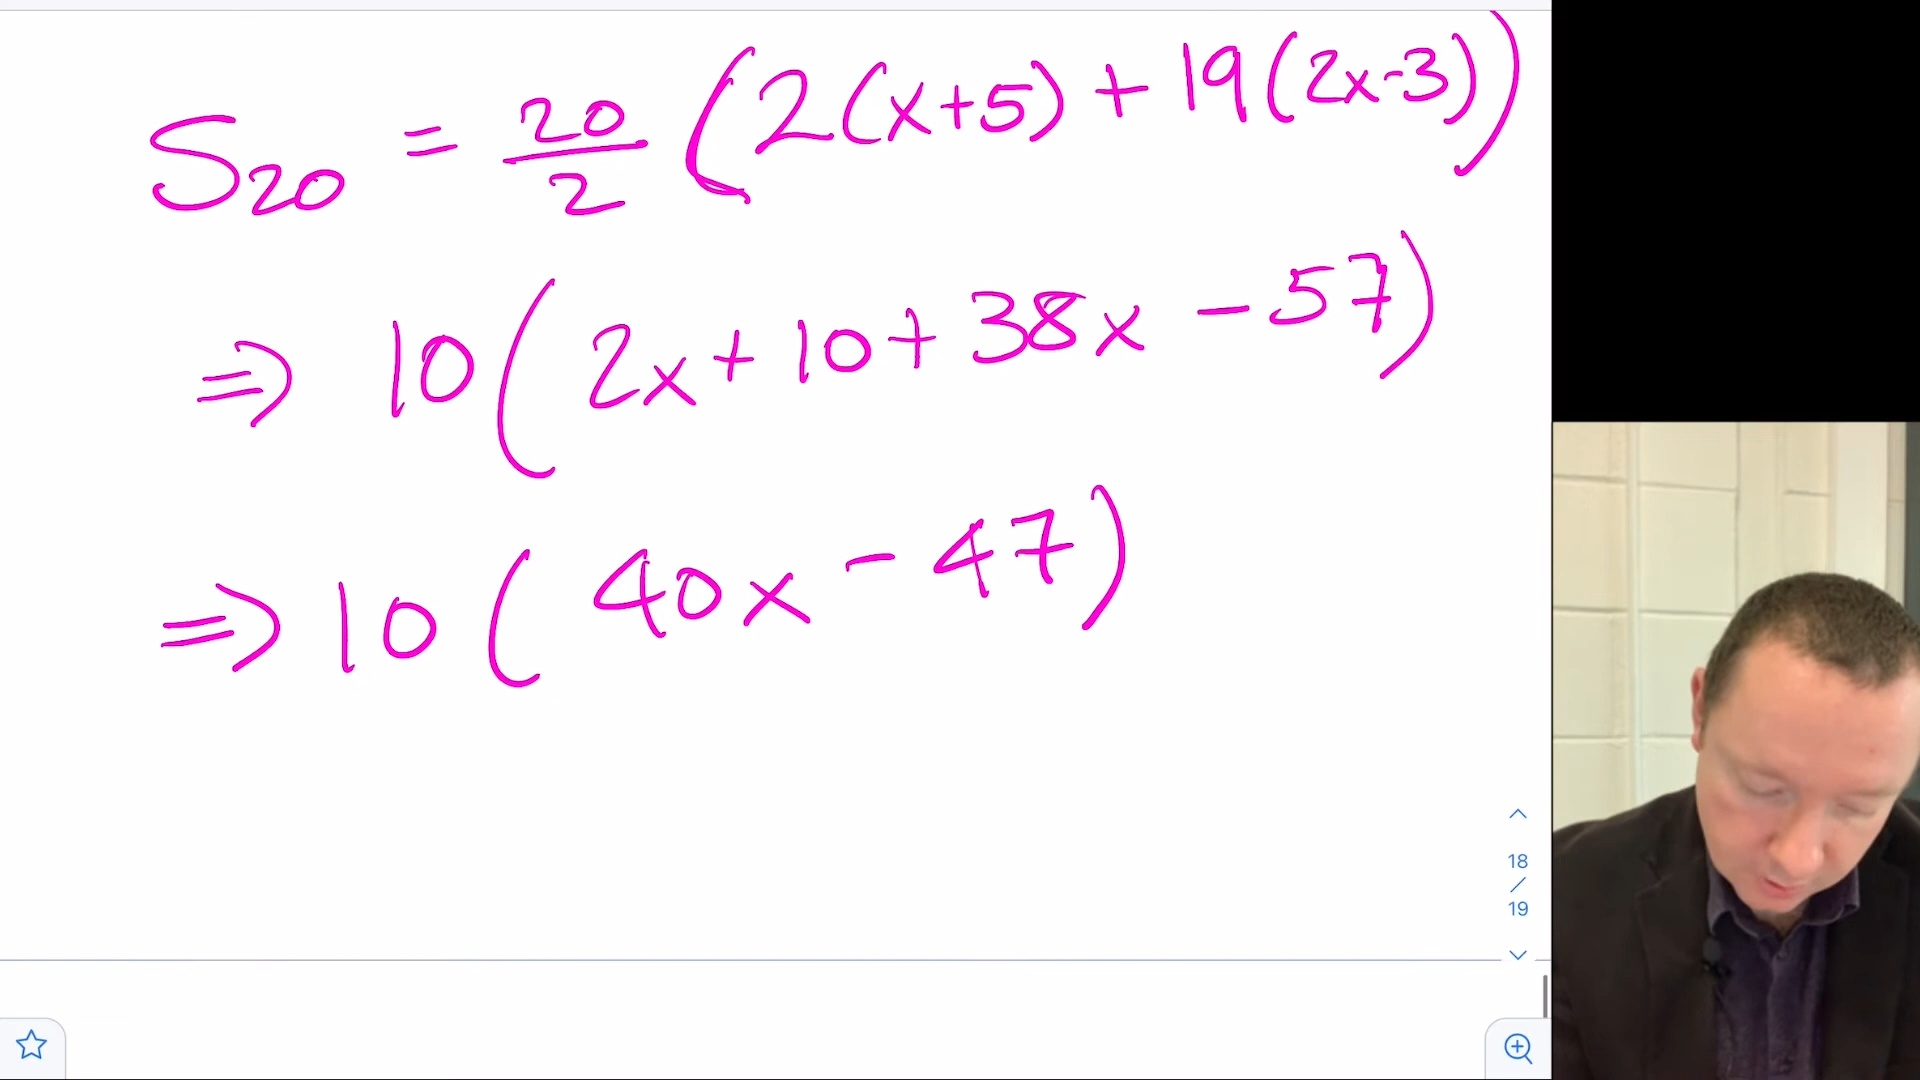 S₂₀ = 20/2 (2(x+5) + 19(2x-3))
⇒ 10(2x+10+38x-57)
⇒ 10(40x-47)
18
/
19